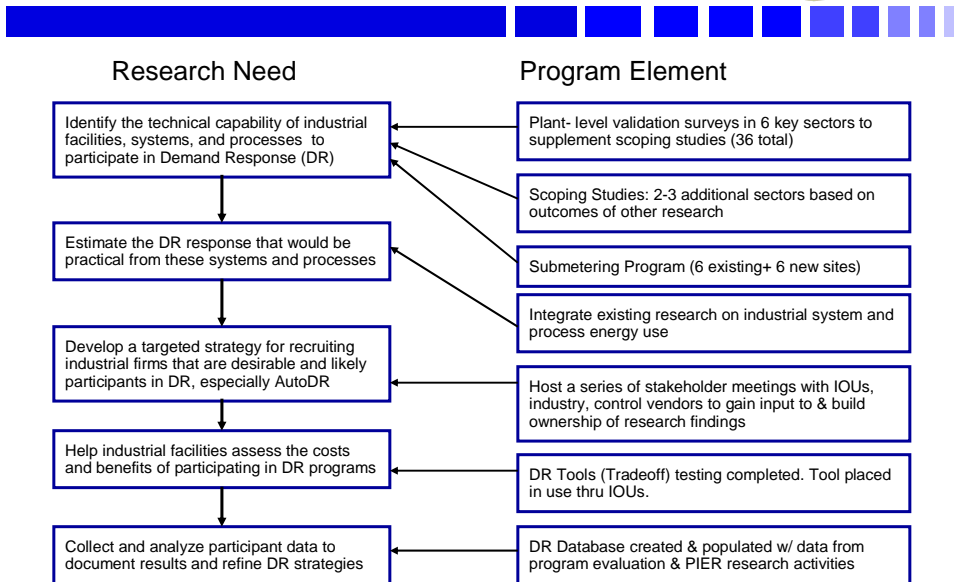 Research Need
Program Element
Identify the technical capability of industrial
facilities, systems, and processes to
participate in Demand Response (DR)
Estimate the DR response that would be
practical from these systems and processes
Develop a targeted strategy for recruiting
industrial firms that are desirable and likely
participants in DR, especially AutoDR
Help industrial facilities assess the costs
and benefits of participating in DR programs
Collect and analyze participant data to
document results and refine DR strategies
Plant- level validation surveys in 6 key sectors to
supplement scoping studies (36 total)
Scoping Studies: 2-3 additional sectors based on
outcomes of other research
Submetering Program (6 existing+ 6 new sites)
Integrate existing research on industrial system and
process energy use
Host a series of stakeholder meetings with IOUs,
industry, control vendors to gain input to & build
ownership of research findings
DR Tools (Tradeoff) testing completed. Tool placed
in use thru IOUs.
DR Database created & populated w/ data from
program evaluation & PIER research activities